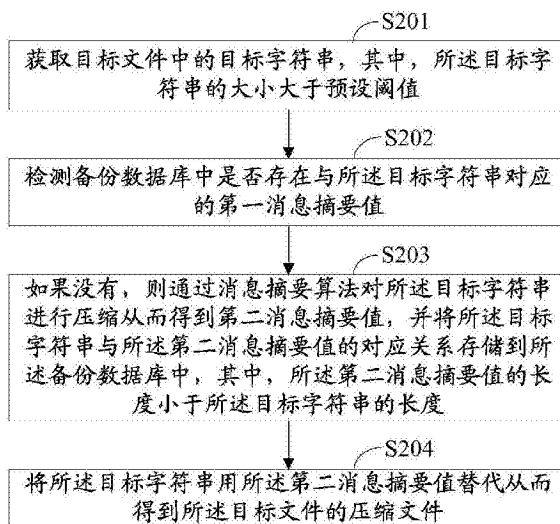 S201
获取目标文件中的目标字符串，其中，所述目标字
符串的大小大于预设阈值
S202
检测备份数据库中是否存在与所述目标字符串对应
的第一消息摘要值
S203
如果没有，则通过消息摘要算法对所述目标字符串
进行压缩从而得到第二消息摘要值，并将所述目标
字符串与所述第二消息摘要值的对应关系存储到所
述备份数据库中，其中，所述第二消息摘要值的长
度小于所述目标字符串的长度
S204
将所述目标字符串用所述第二消息摘要值替代从而
得到所述目标文件的压缩文件